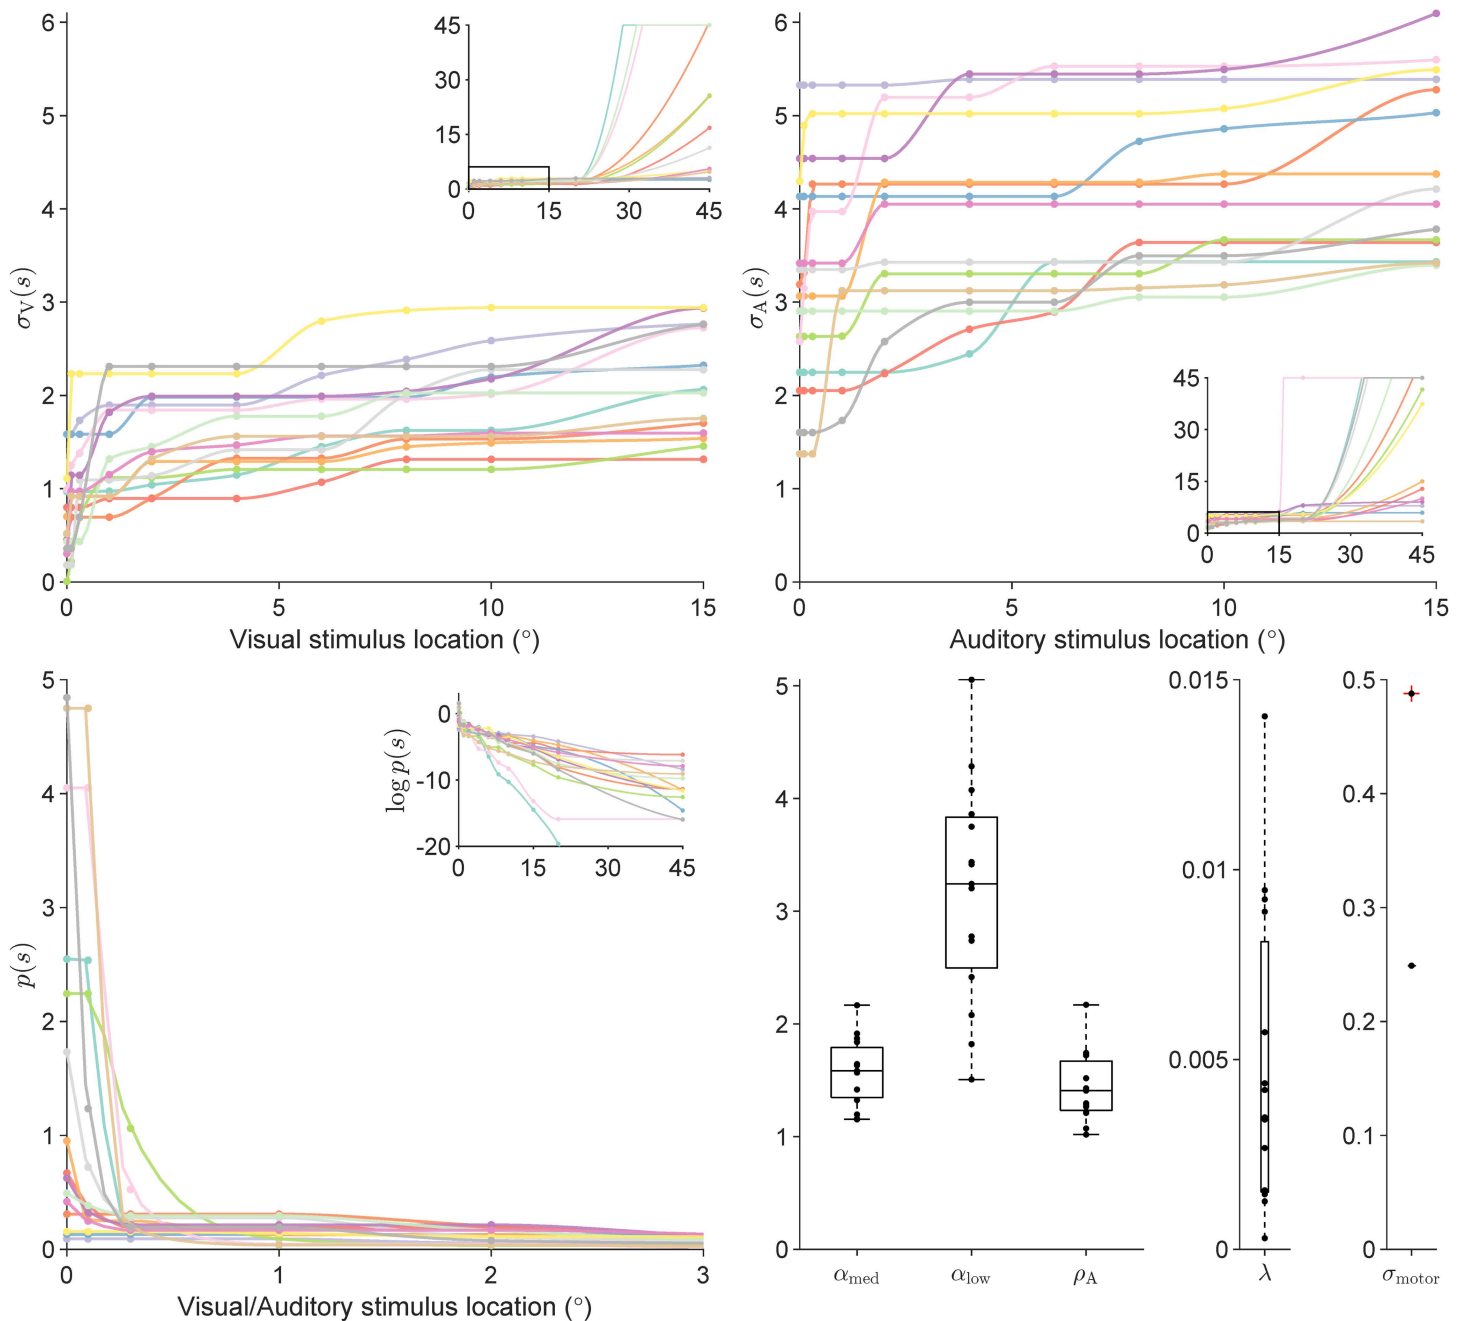 6
5
4
3
2
1
0
0 5 10 15
σV(s)
Visual stimulus location (°)
45
30
15
0
0 15 30 45
6
5
4
3
2
1
0
0 5 10 15
σA(s)
Auditory stimulus location (°)
45
30
15
0
0 15 30 45
5
4
3
2
1
0
0 1 2 3
p(s)
Visual/Auditory stimulus location (°)
0
-10
-20
0 15 30 45
log p(s)
5
4
3
2
1
0
αmed αlow ρA
0.015
0.01
0.005
0
λ
0.5
0.4
0.3
0.2
0.1
0
σmotor